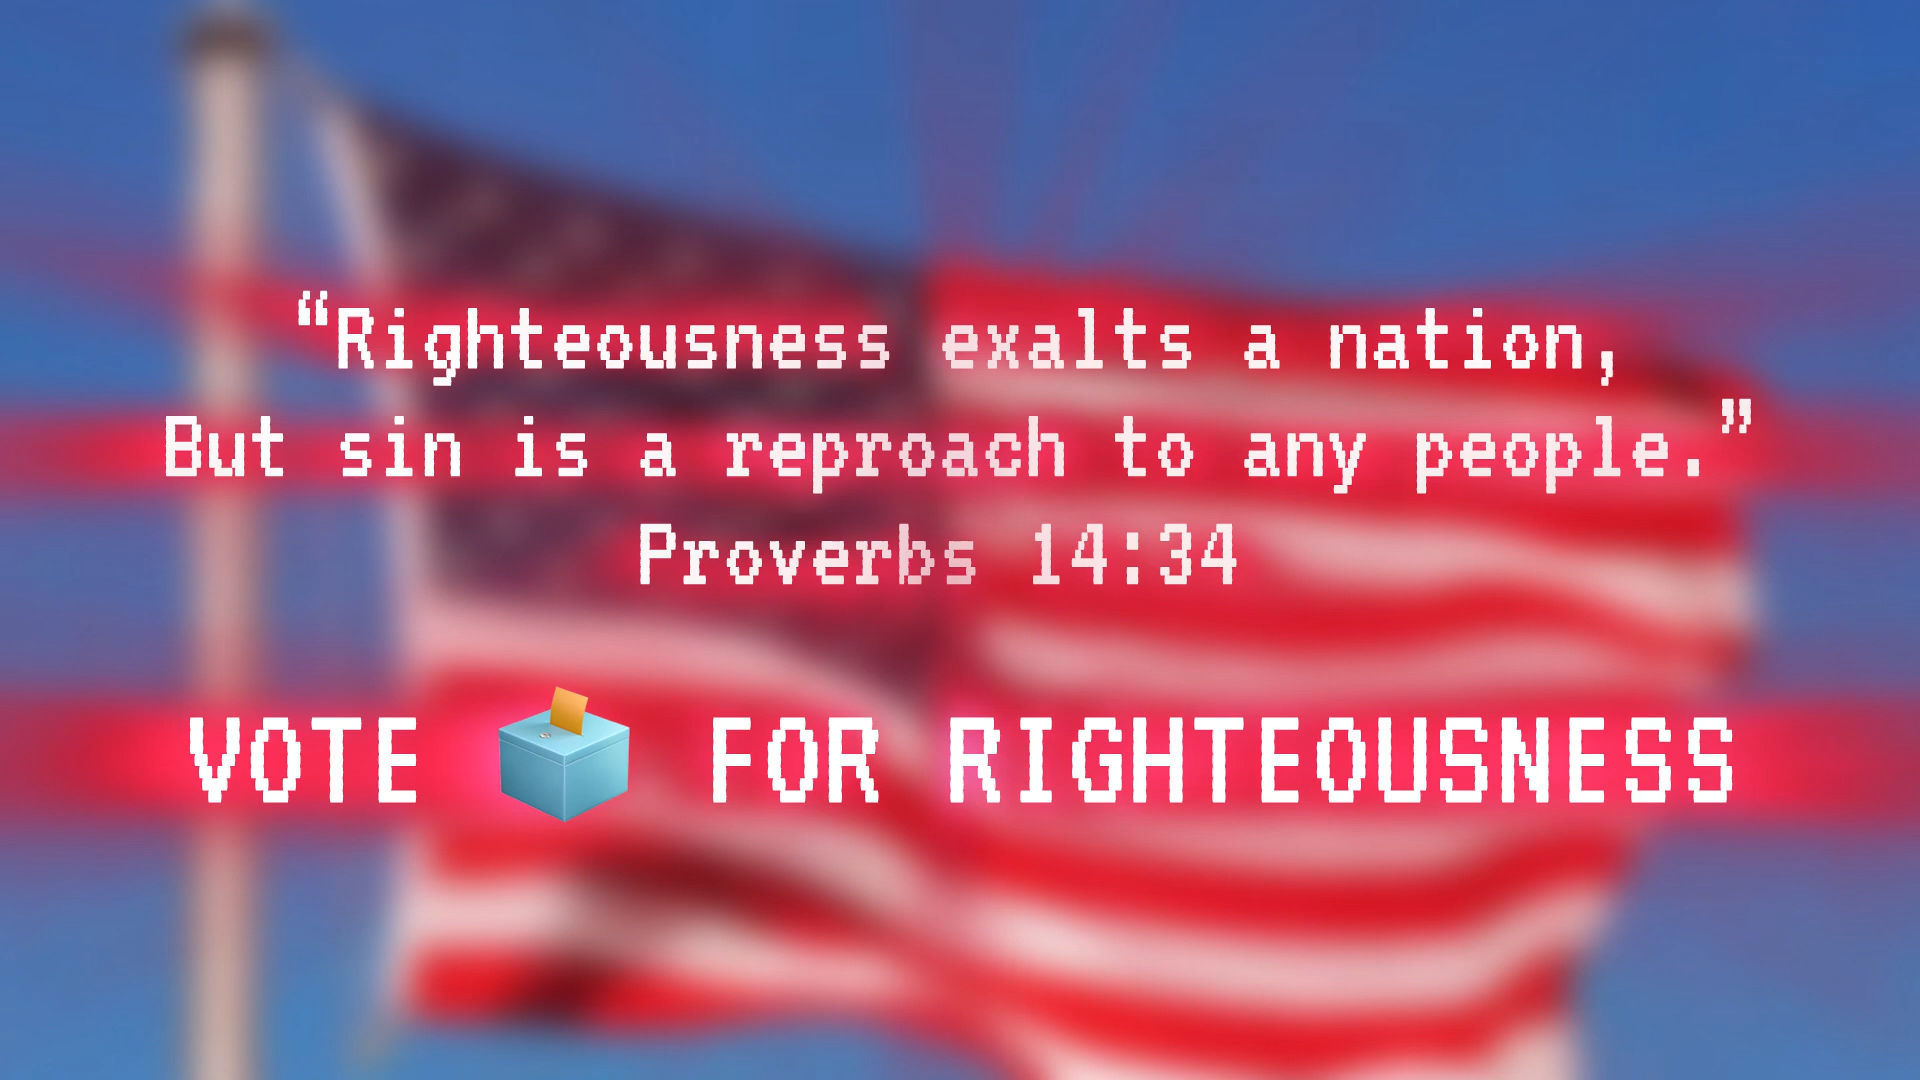 “Righteousness exalts a nation,
But sin is a reproach to any people.”
Proverbs 14:34
VOTE 🗳️ FOR RIGHTEOUSNESS